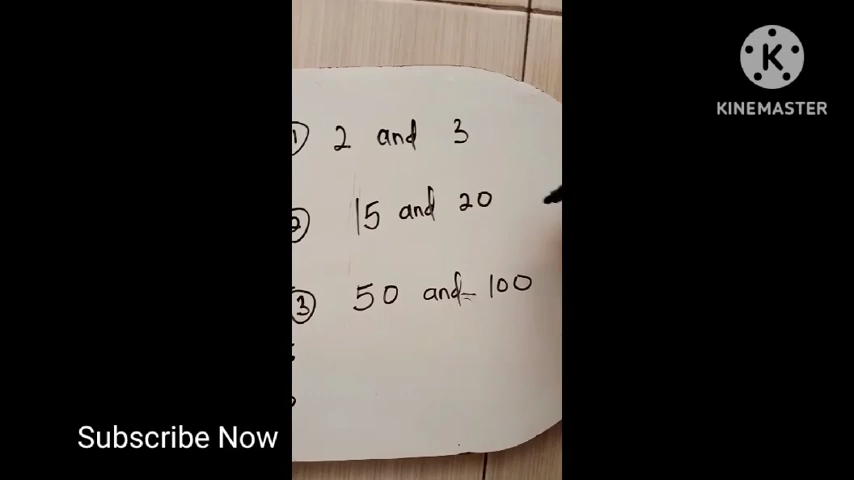 KINEMASTER
① 2 and 3
② 15 and 20
③ 50 and 100
Subscribe Now